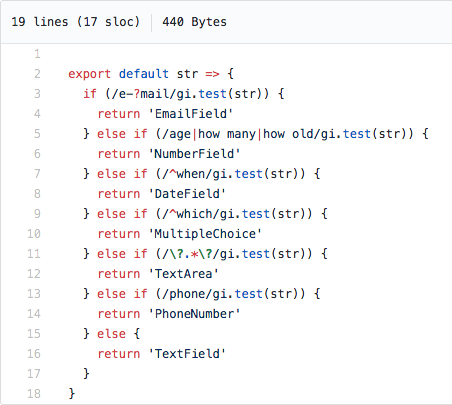 19 lines (17 sloc) 440 Bytes
1
2 export default str => {
3 if (/e-?mail/gi.test(str)) {
4 return 'EmailField'
5 } else if (/age|how many|how old/gi.test(str)) {
6 return 'NumberField'
7 } else if (/^when/gi.test(str)) {
8 return 'DateField'
9 } else if (/^which/gi.test(str)) {
10 return 'MultipleChoice'
11 } else if (/\?.*\?/gi.test(str)) {
12 return 'TextArea'
13 } else if (/phone/gi.test(str)) {
14 return 'PhoneNumber'
15 } else {
16 return 'TextField'
17 }
18 }